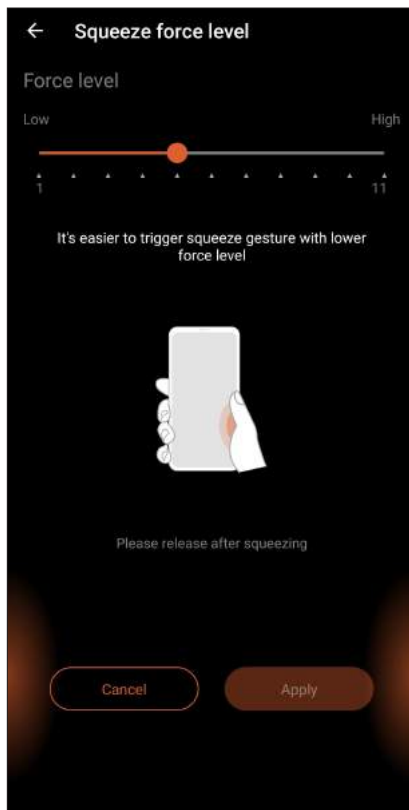 Squeeze force level
Force level
Low High
1 11
It's easier to trigger squeeze gesture with lower
force level
Please release after squeezing
Cancel Apply